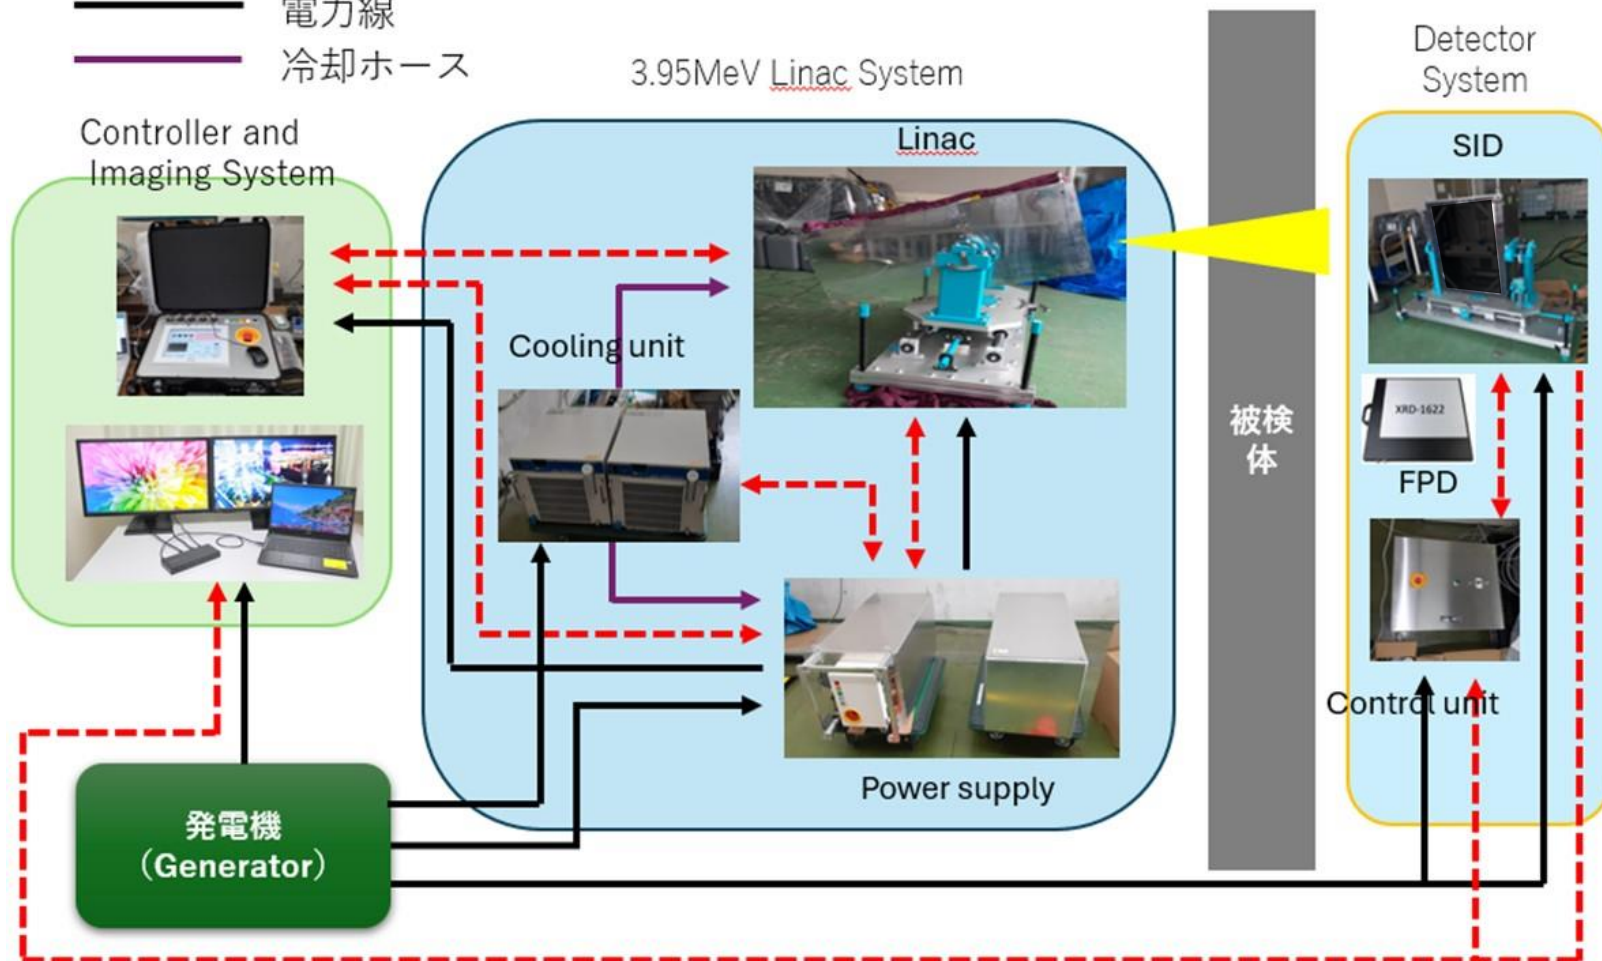 電力線
冷却ホース
3.95MeV Linac System
Detector
System
Controller and
Imaging System
Linac
SID
Cooling unit
被検
体
XRD-1622
FPD
Control unit
Power supply
発電機
（Generator）